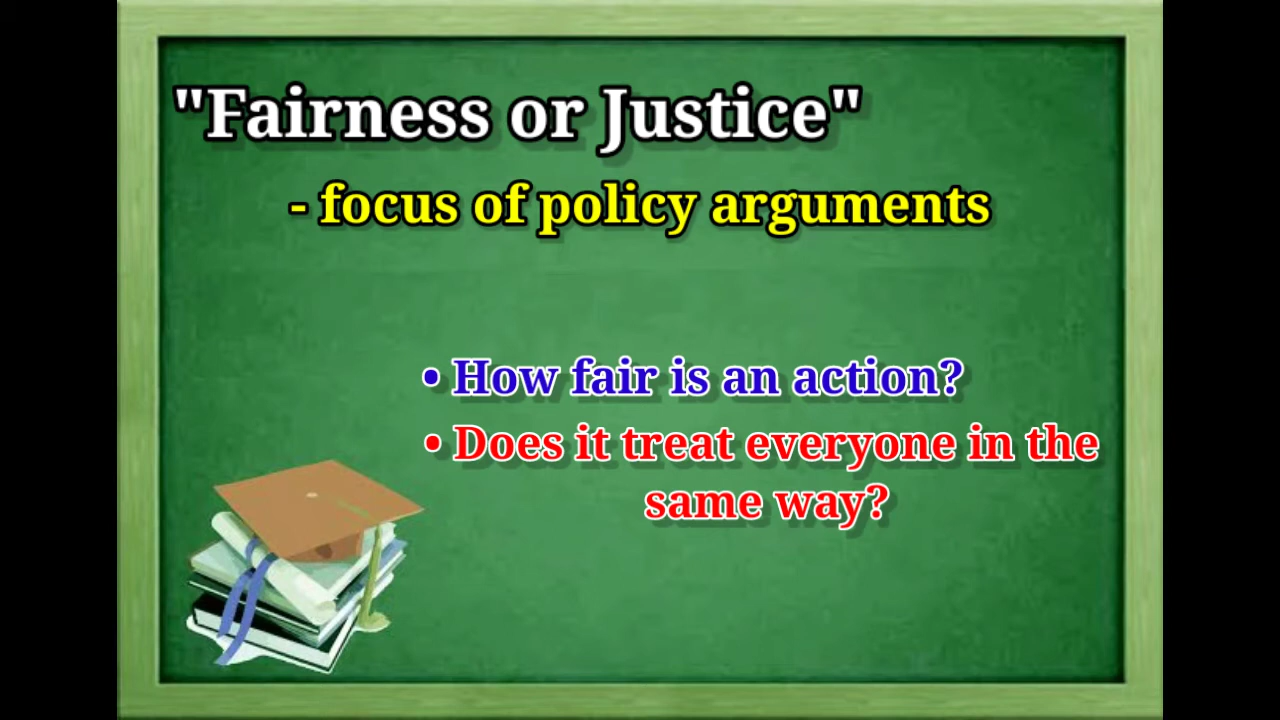 "Fairness or Justice"
- focus of policy arguments
• How fair is an action?
• Does it treat everyone in the
same way?